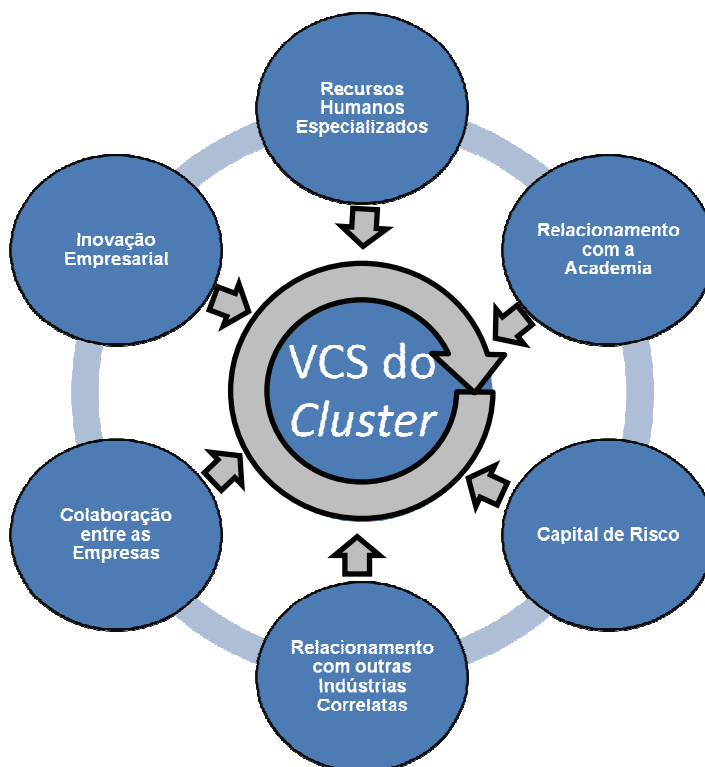 Recursos
Humanos
Especializados
Relacionamento
com a
Academia
Capital de Risco
Relacionamento
com outras
Indústrias
Correlatas
Colaboração
entre as
Empresas
Inovação
Empresarial
VCS do
Cluster